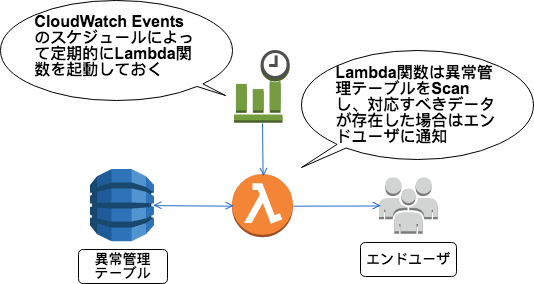 CloudWatch Events
のスケジュールによっ
て定期的にLambda関
数を起動しておく
Lambda関数は異常管
理テーブルをScan
し、対応すべきデータ
が存在した場合はエン
ドユーザに通知
異常管理
テーブル
エンドユーザ